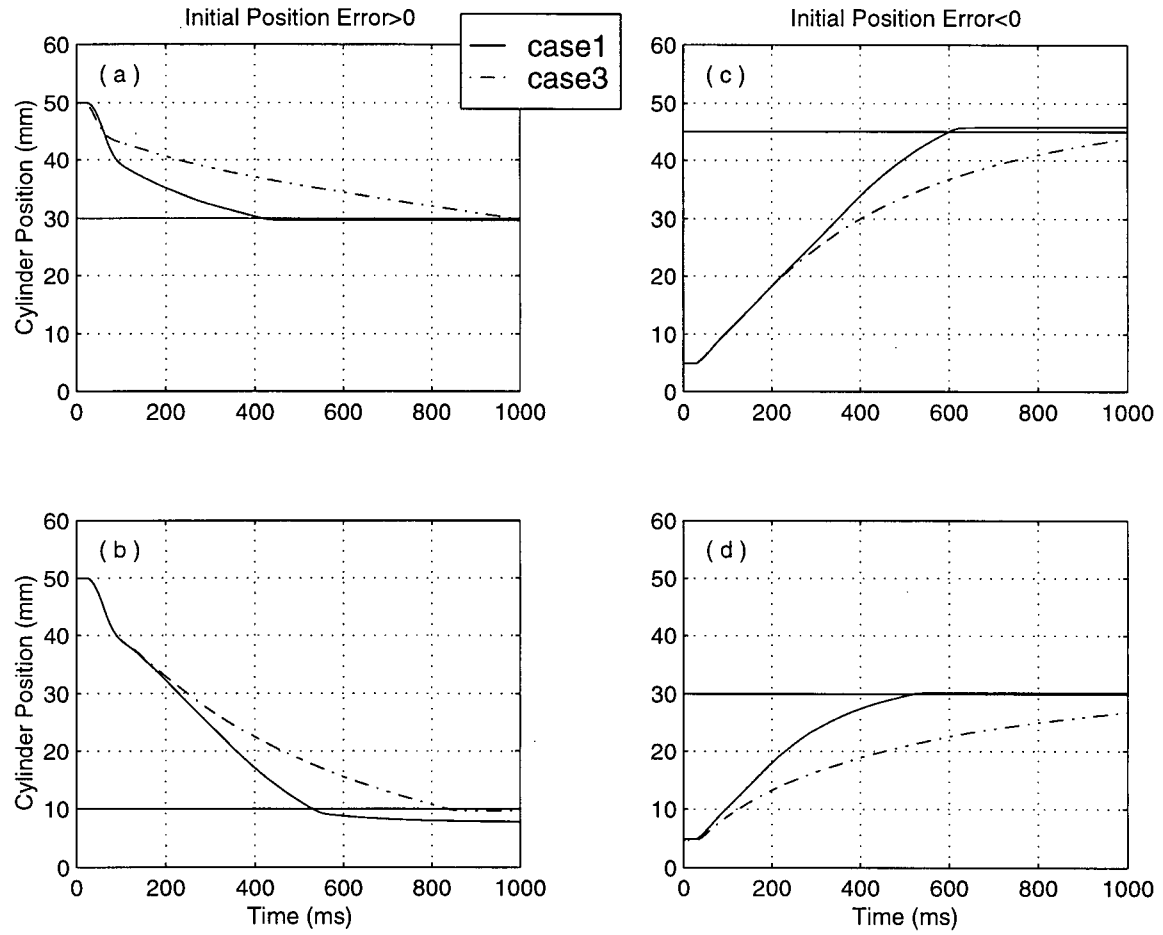 Initial Position Error>0
Initial Position Error<0
case1
case3
(a)
60
50
40
30
20
10
0
Cylinder Position (mm)
0 200 400 600 800 1000
(c)
60
50
40
30
20
10
0
0 200 400 600 800 1000
(b)
60
50
40
30
20
10
0
Cylinder Position (mm)
0 200 400 600 800 1000
Time (ms)
(d)
60
50
40
30
20
10
0
0 200 400 600 800 1000
Time (ms)